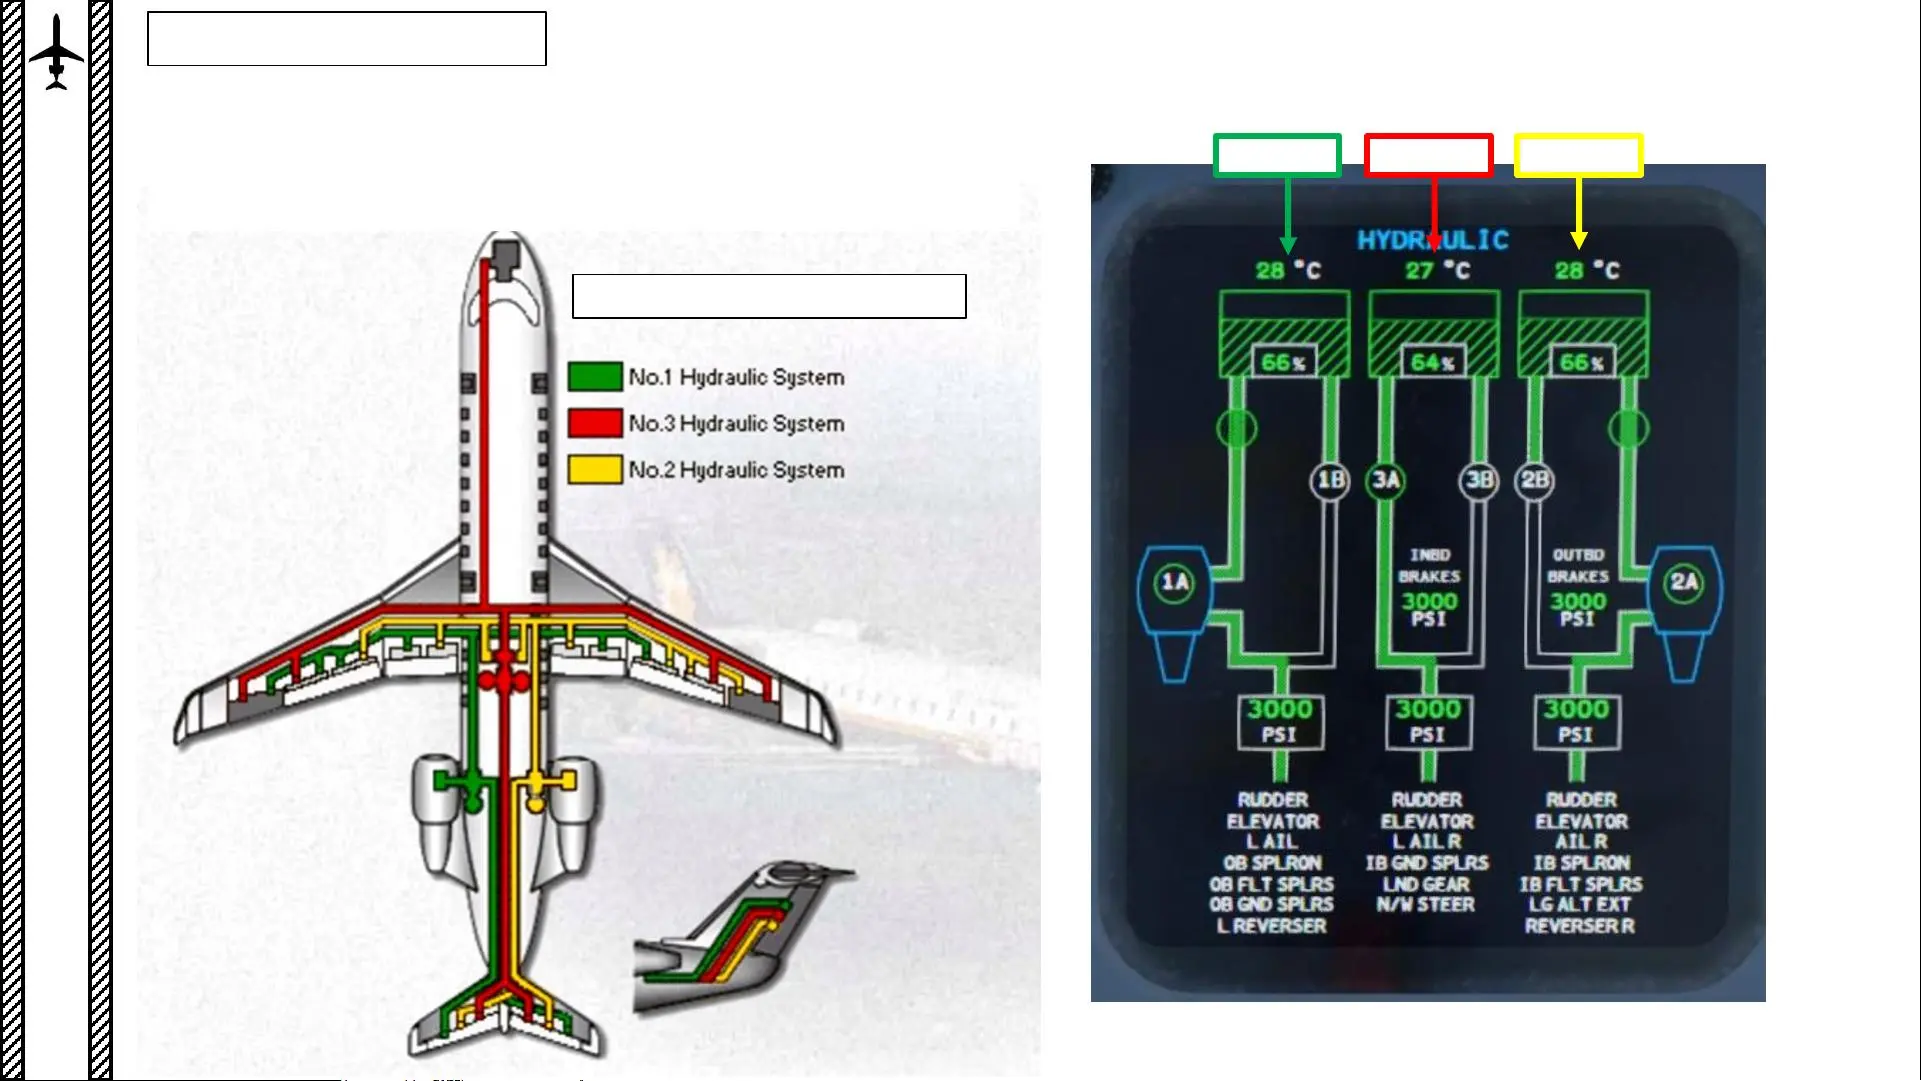 No.1 Hydraulic System
No.3 Hydraulic System
No.2 Hydraulic System
HYDRAULIC
28 °C
27 °C
28 °C
66%
64%
66%
1B
3A
3B
2B
INBD
BRAKES
3000
PSI
OUTBD
BRAKES
3000
PSI
1A
2A
3000
PSI
3000
PSI
3000
PSI
RUDDER
ELEVATOR
L AIL
OB SPLRON
OB FLT SPLRS
OB GND SPLRS
L REVERSER
RUDDER
ELEVATOR
L AIL R
IB GND SPLRS
LND GEAR
N/W STEER
RUDDER
ELEVATOR
AIL R
IB SPLRON
IB FLT SPLRS
LG ALT EXT
REVERSER R